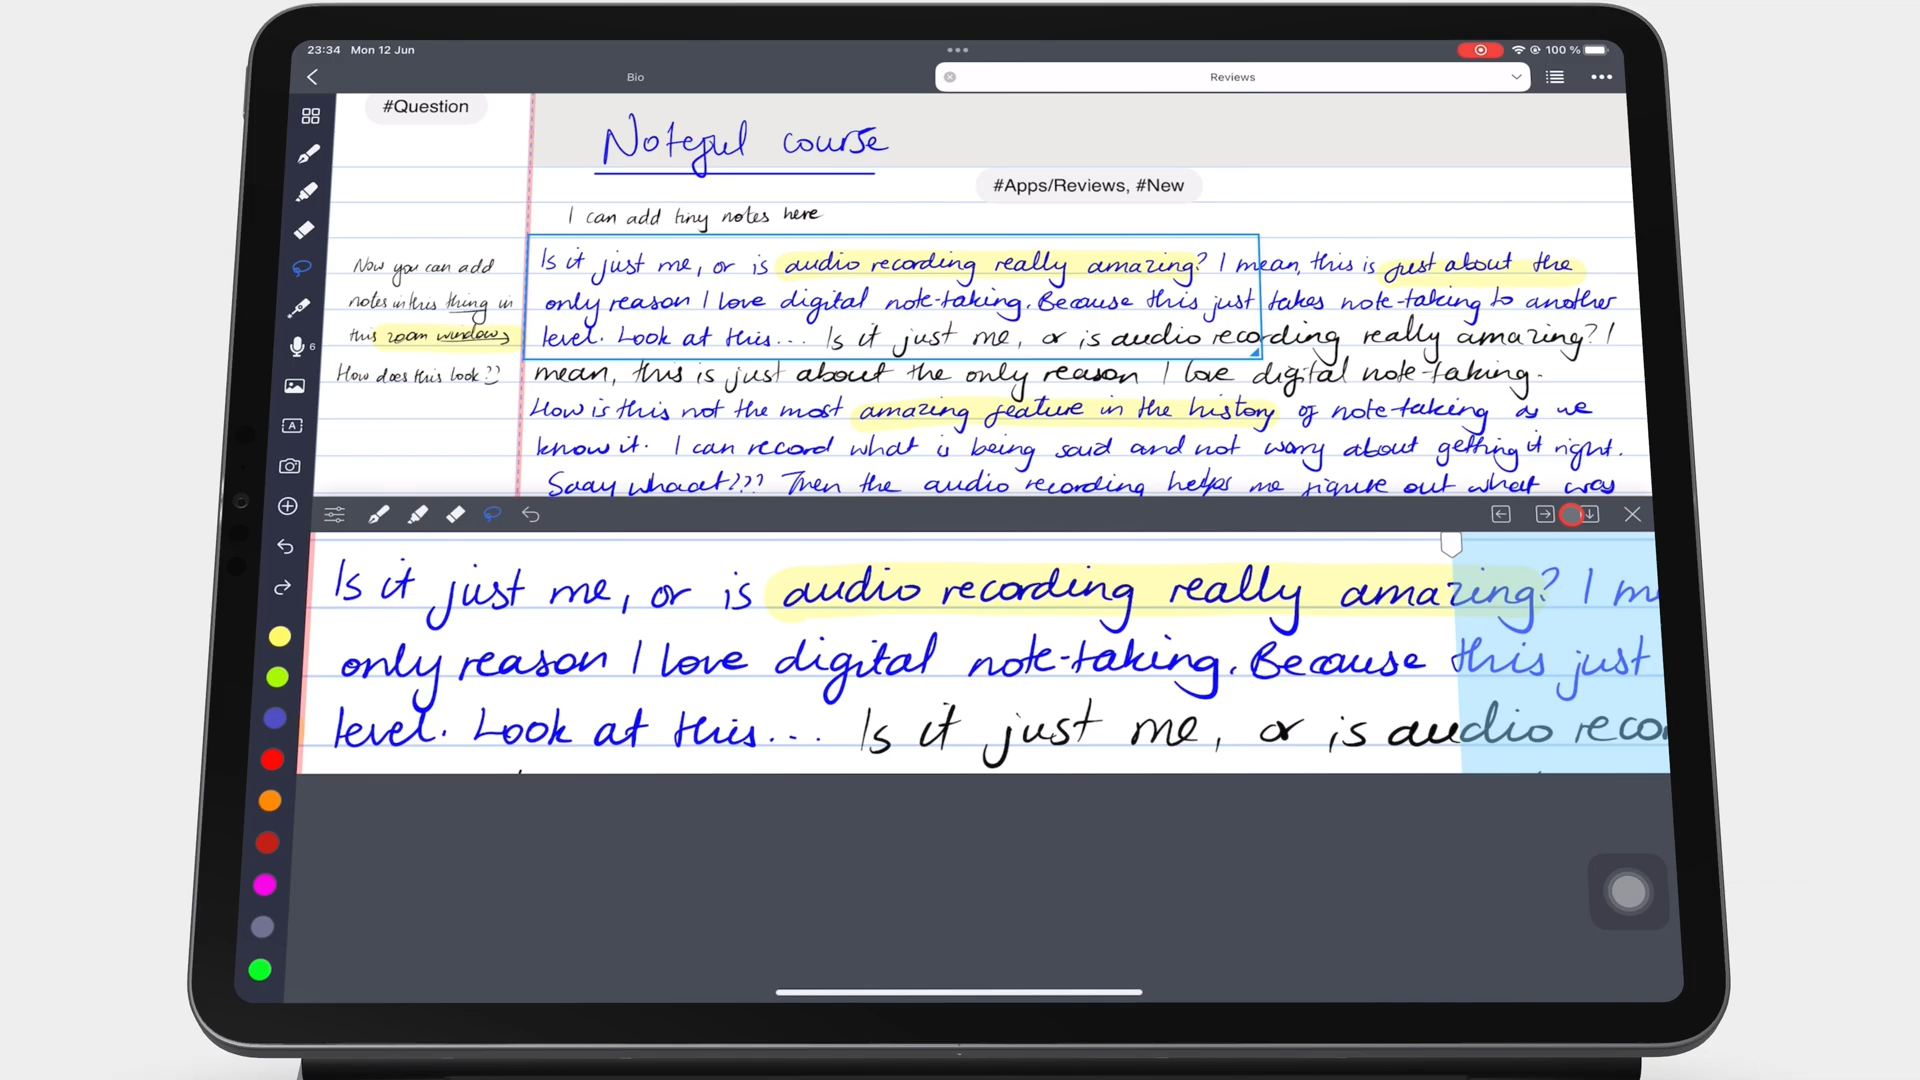 23:34 Mon 12 Jun
100 %
Bio
Reviews
#Question
Noteful course
#Apps/Reviews, #New
I can add tiny notes here
Now you can add
notes in this thing in
this zoom window
How does this look??
Is it just me, or is audio recording really amazing? I mean, this is just about the
only reason I love digital note-taking. Because this just takes note-taking to another
level. Look at this... Is it just me, or is audio recording really amazing? I
mean, this is just about the only reason I love digital note-taking.
How is this not the most amazing feature in the history of note-taking as we
know it. I can record what is being said and not worry about getting it right.
Saay whaaat??? Then the audio recording helps me figure out what was
6
A
Is it just me, or is audio recording really amazing? I m
only reason I love digital note-taking. Because this just
level. Look at this... Is it just me, or is audio reco